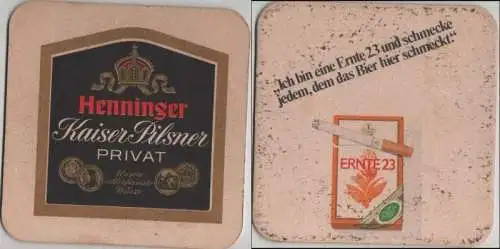 Henninger
Kaiser-Pilsner
PRIVAT
„Ich bin eine Ernte 23 und schmecke
jedem, dem das Bier hier schmeckt.“
ERNTE 23